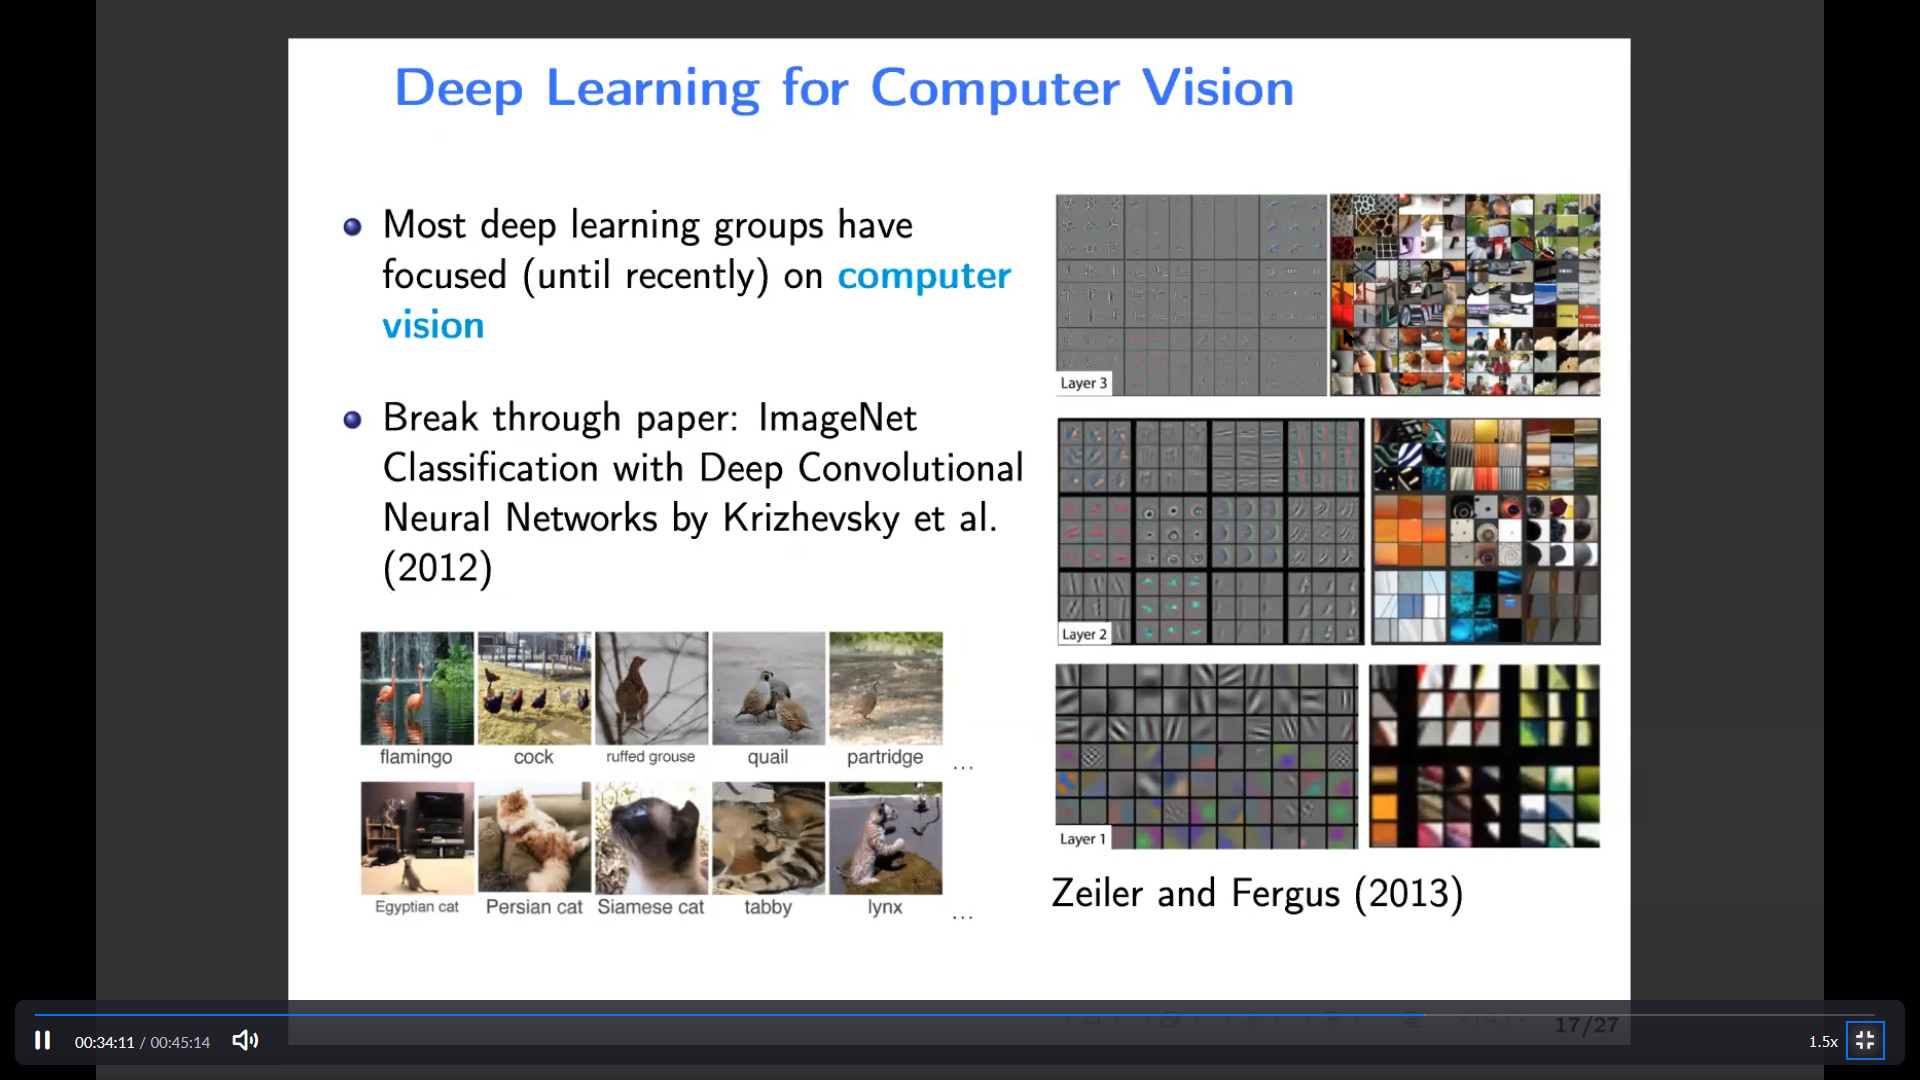 Deep Learning for Computer Vision
Most deep learning groups have
focused (until recently) on computer
vision
Break through paper: ImageNet
Classification with Deep Convolutional
Neural Networks by Krizhevsky et al.
(2012)
flamingo
cock
ruffed grouse
quail
partridge
...
Egyptian cat
Persian cat
Siamese cat
tabby
lynx
...
Layer 3
Layer 2
Layer 1
Zeiler and Fergus (2013)
17/27
00:34:11 / 00:45:14
1.5x